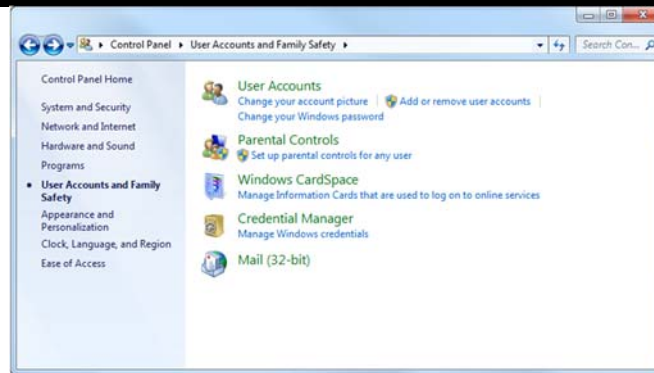 Control Panel ▸ User Accounts and Family Safety ▸
Search Con...
Control Panel Home
System and Security
Network and Internet
Hardware and Sound
Programs
User Accounts and Family
Safety
Appearance and
Personalization
Clock, Language, and Region
Ease of Access
User Accounts
Change your account picture | Add or remove user accounts |
Change your Windows password
Parental Controls
Set up parental controls for any user
Windows CardSpace
Manage Information Cards that are used to log on to online services
Credential Manager
Manage Windows credentials
Mail (32-bit)